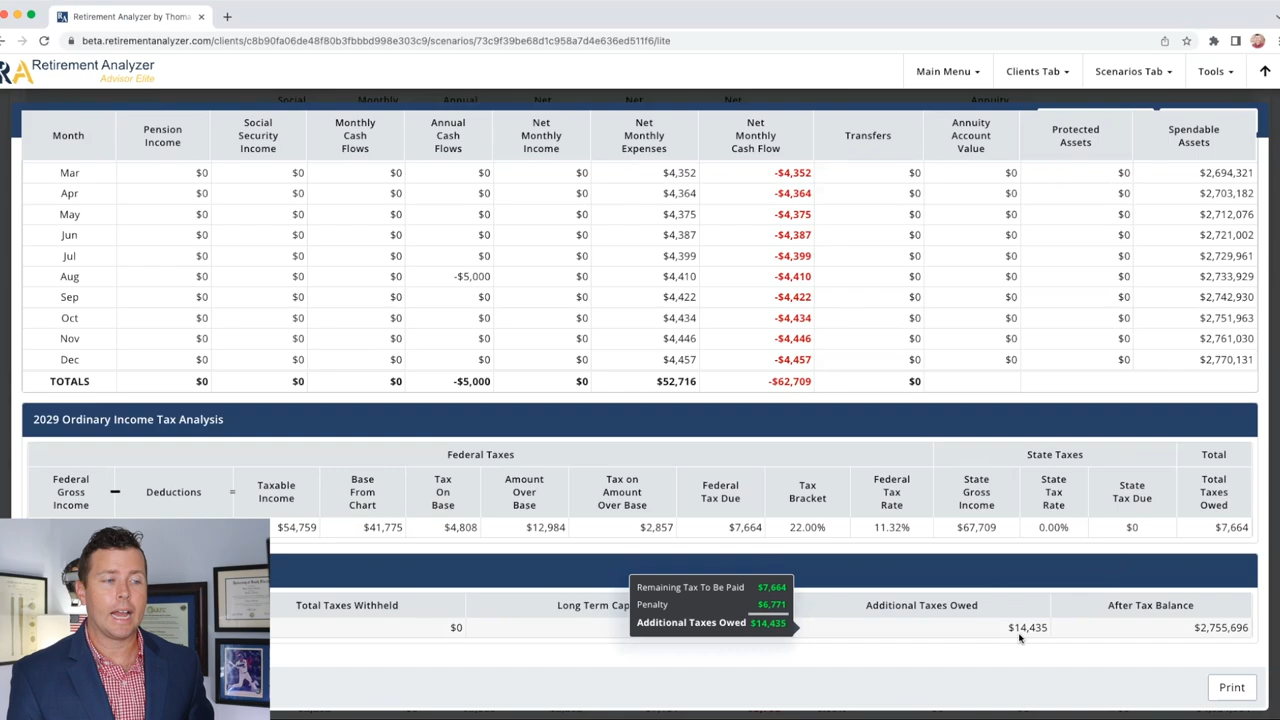 Retirement Analyzer by Thoma
beta.retirementanalyzer.com/clients/c8b90fa06de48f80b3fbbbd998e303c9/scenarios/73c9f39be68d1c958a7d4e636ed511f6/lite
RA Retirement Analyzer
Advisor Elite
Main Menu Clients Tab Scenarios Tab Tools
Social Monthly Annual Net Net Net Annuity
Month Pension Income Social Security Income Monthly Cash Flows Annual Cash Flows Net Monthly Income Net Monthly Expenses Net Monthly Cash Flow Transfers Annuity Account Value Protected Assets Spendable Assets
Mar $0 $0 $0 $0 $0 $4,352 -$4,352 $0 $0 $0 $2,694,321
Apr $0 $0 $0 $0 $0 $4,364 -$4,364 $0 $0 $0 $2,703,182
May $0 $0 $0 $0 $0 $4,375 -$4,375 $0 $0 $0 $2,712,076
Jun $0 $0 $0 $0 $0 $4,387 -$4,387 $0 $0 $0 $2,721,002
Jul $0 $0 $0 $0 $0 $4,399 -$4,399 $0 $0 $0 $2,729,961
Aug $0 $0 $0 -$5,000 $0 $4,410 -$4,410 $0 $0 $0 $2,733,929
Sep $0 $0 $0 $0 $0 $4,422 -$4,422 $0 $0 $0 $2,742,930
Oct $0 $0 $0 $0 $0 $4,434 -$4,434 $0 $0 $0 $2,751,963
Nov $0 $0 $0 $0 $0 $4,446 -$4,446 $0 $0 $0 $2,761,030
Dec $0 $0 $0 $0 $0 $4,457 -$4,457 $0 $0 $0 $2,770,131
TOTALS $0 $0 $0 -$5,000 $0 $52,716 -$62,709 $0
2029 Ordinary Income Tax Analysis
Federal Taxes State Taxes Total
Federal Gross Income - Deductions = Taxable Income Base From Chart Tax On Base Amount Over Base Tax on Amount Over Base Federal Tax Due Tax Bracket Federal Tax Rate State Gross Income State Tax Rate State Tax Due Total Taxes Owed
$54,759 $41,775 $4,808 $12,984 $2,857 $7,664 22.00% 11.32% $67,709 0.00% $0 $7,664
Remaining Tax To Be Paid $7,664
Penalty $6,771
Additional Taxes Owed $14,435
Total Taxes Withheld Long Term Cap Additional Taxes Owed After Tax Balance
$0 $14,435 $2,755,696
Print